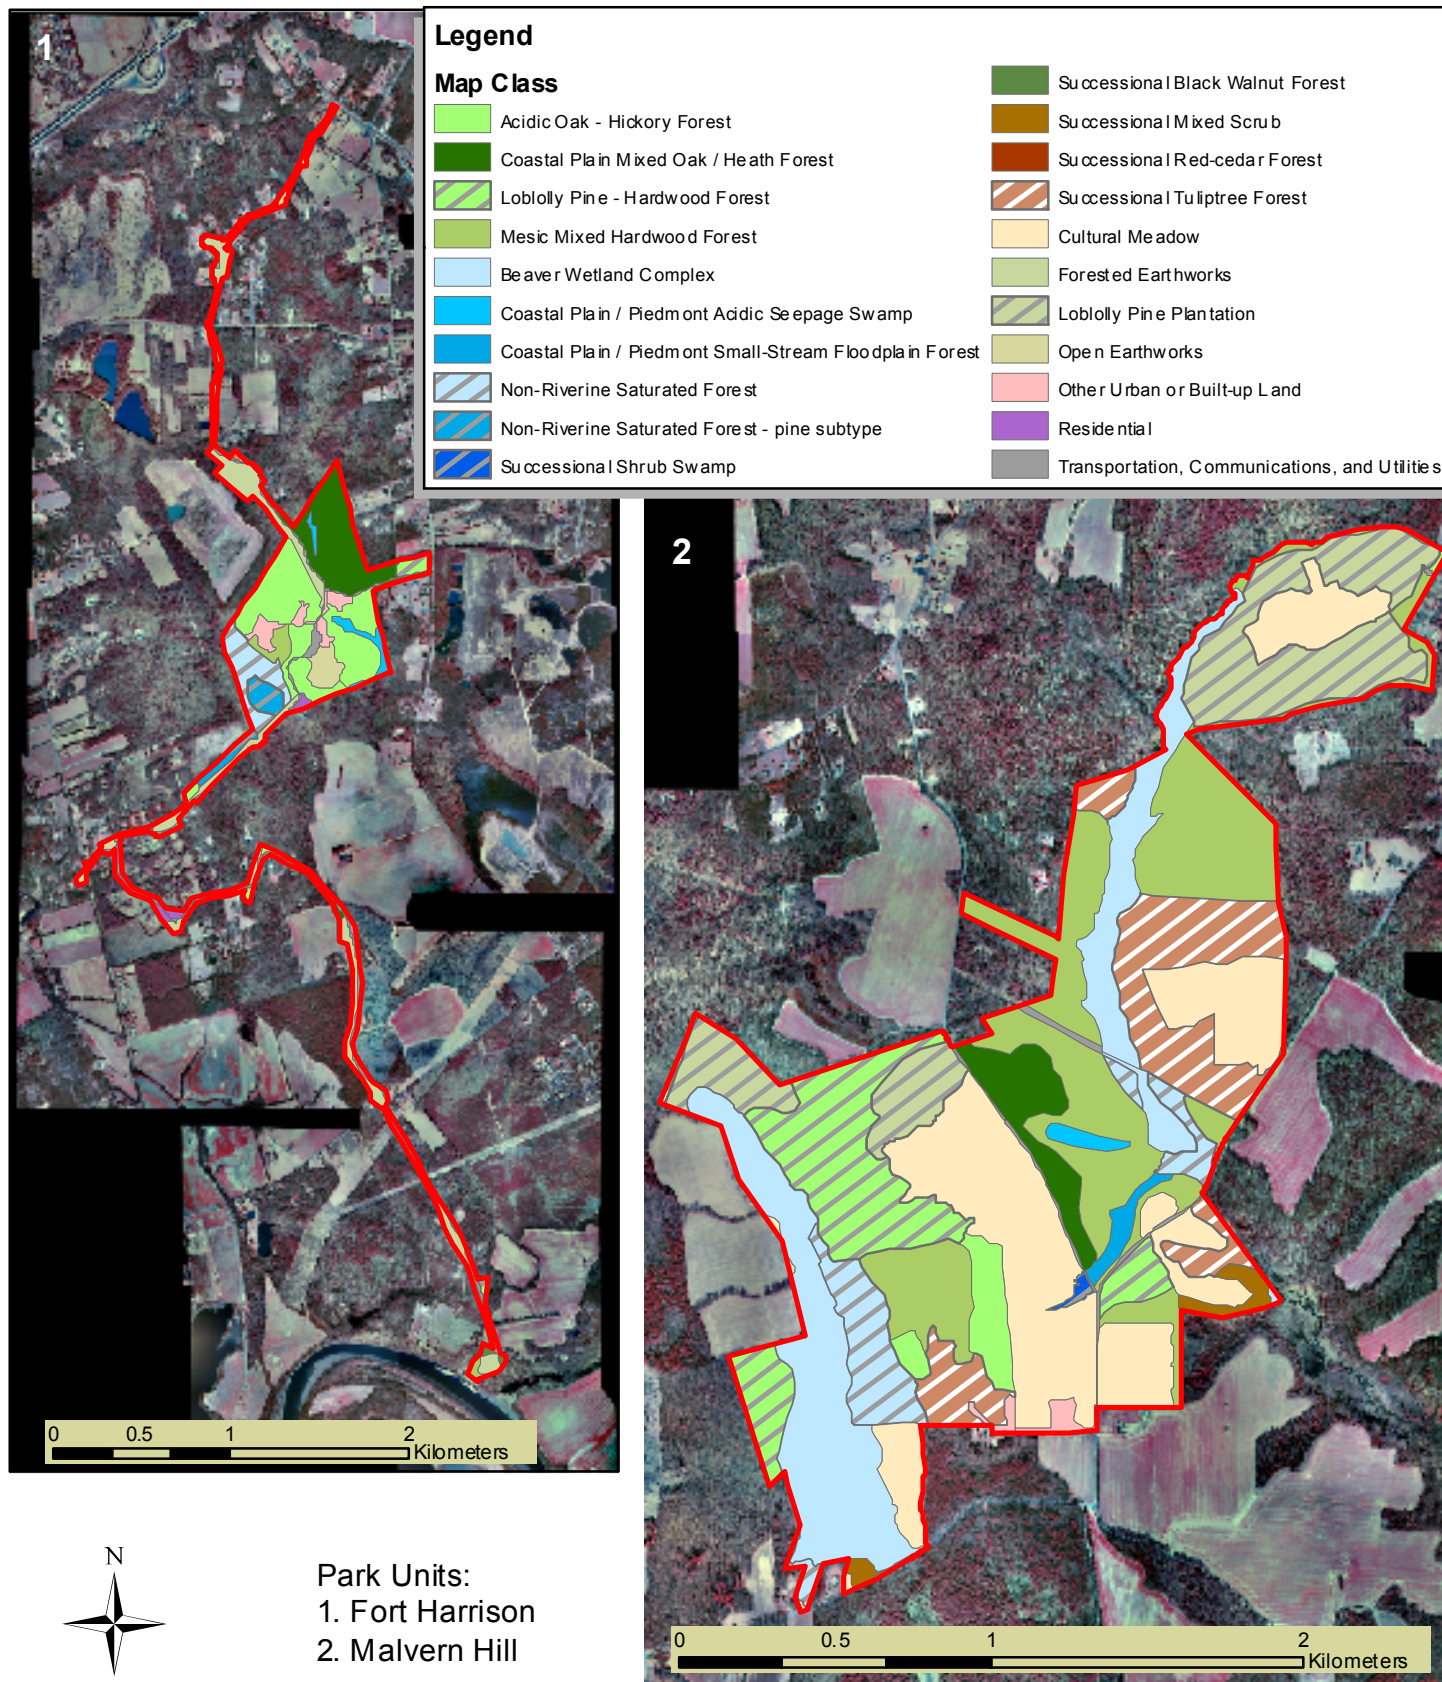 1
Legend
Map Class
Acidic Oak - Hickory Forest
Coastal Plain Mixed Oak / Heath Forest
Loblolly Pine - Hardwood Forest
Mesic Mixed Hardwood Forest
Beaver Wetland Complex
Coastal Plain / Piedmont Acidic Seepage Swamp
Coastal Plain / Piedmont Small-Stream Floodplain Forest
Non-Riverine Saturated Forest
Non-Riverine Saturated Forest - pine subtype
Successional Shrub Swamp
Successional Black Walnut Forest
Successional Mixed Scrub
Successional Red-cedar Forest
Successional Tuliptree Forest
Cultural Meadow
Forested Earthworks
Loblolly Pine Plantation
Open Earthworks
Other Urban or Built-up Land
Residential
Transportation, Communications, and Utilities
2
0 0.5 1 2
Kilometers
N
Park Units:
1. Fort Harrison
2. Malvern Hill
0 0.5 1 2
Kilometers